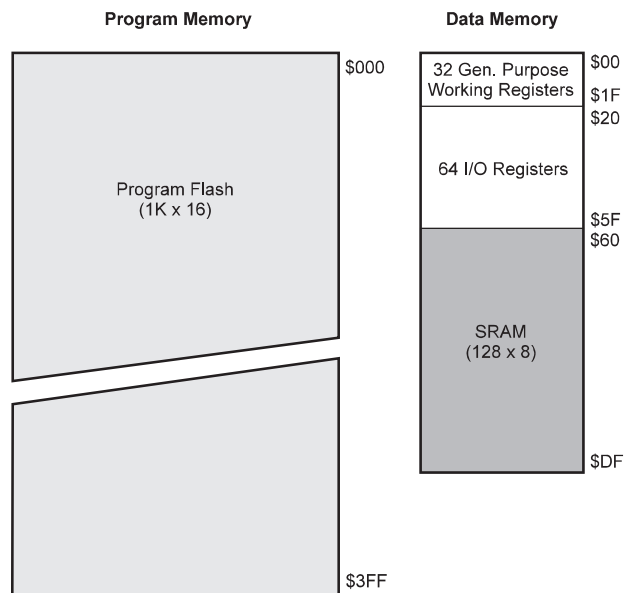 Program Memory
$000
Program Flash
(1K x 16)
$3FF
Data Memory
32 Gen. Purpose
Working Registers
$00
$1F
$20
64 I/O Registers
$5F
$60
SRAM
(128 x 8)
$DF